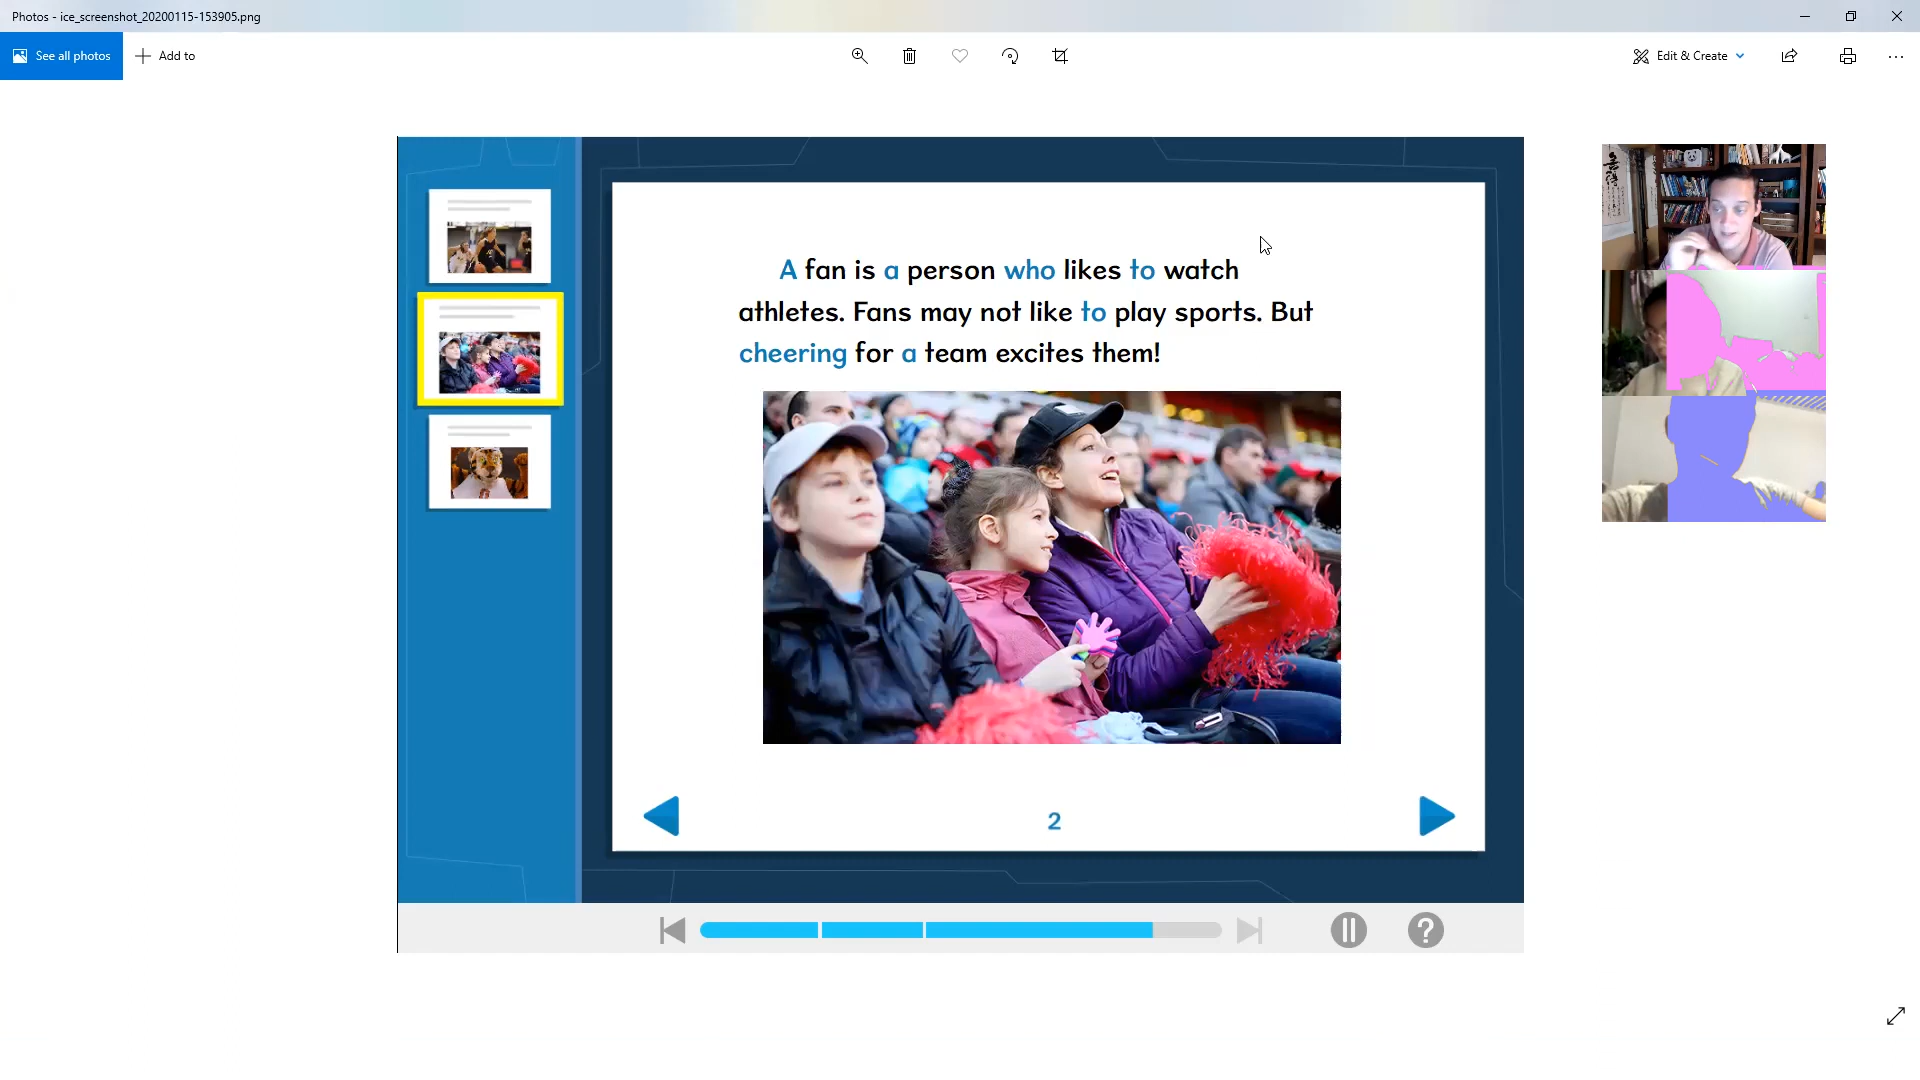 Photos - ice_screenshot_20200115-153905.png
See all photos
Add to
Edit & Create
A fan is a person who likes to watch
athletes. Fans may not like to play sports. But
cheering for a team excites them!
2